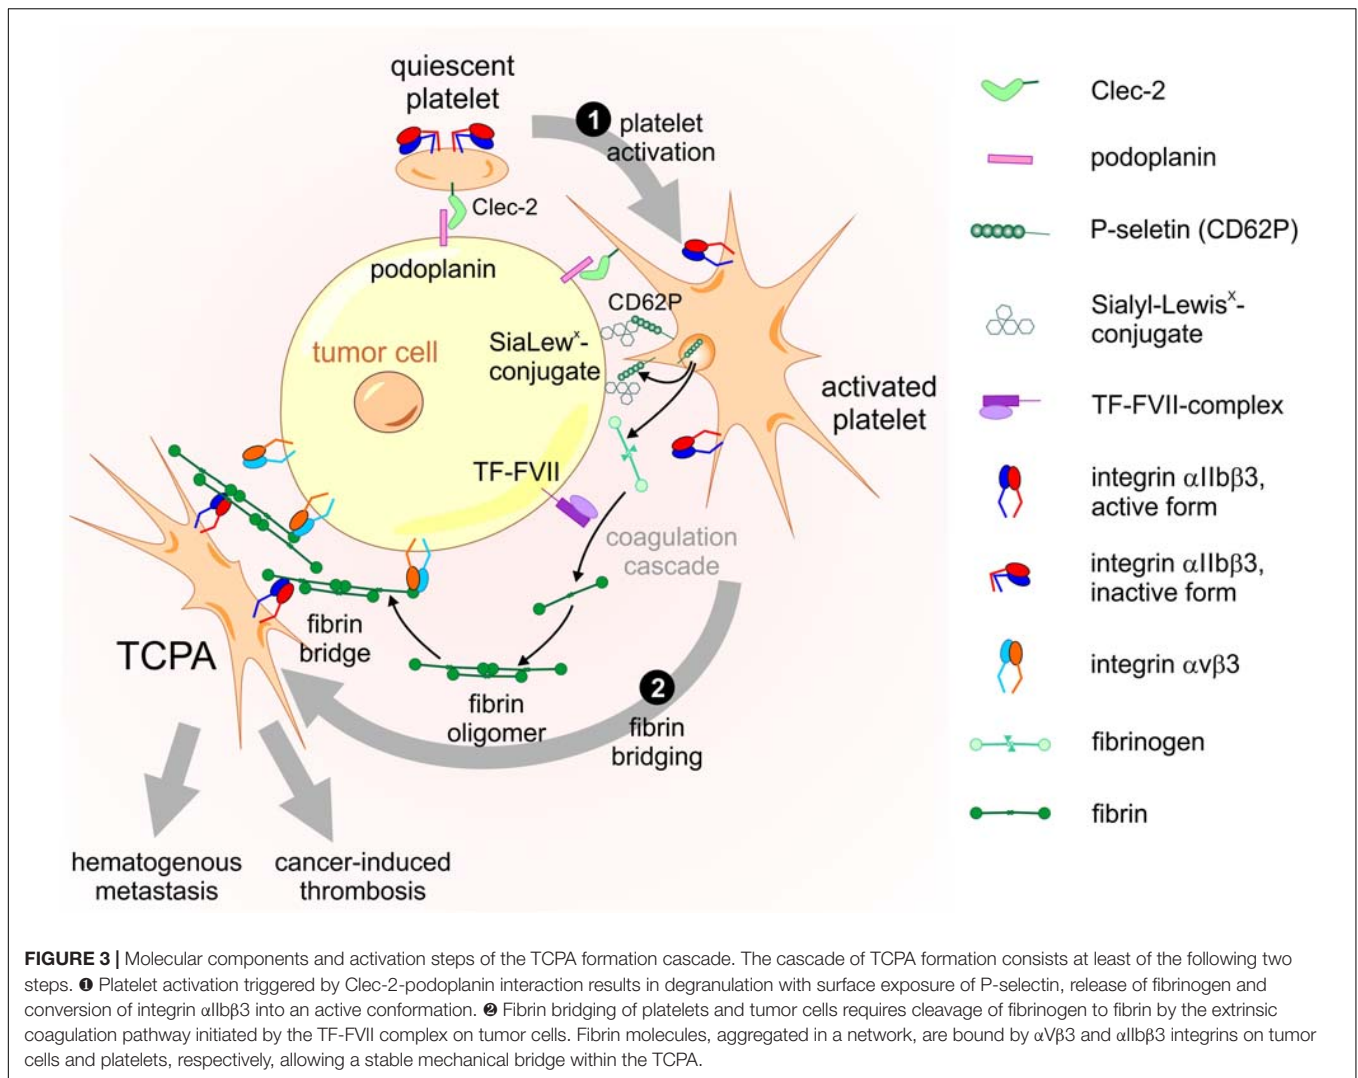 quiescent
platelet
1
platelet
activation
Clec-2
podoplanin
CD62P
SiaLewˣ-
conjugate
tumor cell
activated
platelet
TF-FVII
coagulation
cascade
TCPA
fibrin
bridge
fibrin
oligomer
2
fibrin
bridging
hematogenous
metastasis
cancer-induced
thrombosis
Clec-2
podoplanin
P-seletin (CD62P)
Sialyl-Lewisˣ-
conjugate
TF-FVII-complex
integrin αIIbβ3,
active form
integrin αIIbβ3,
inactive form
integrin αvβ3
fibrinogen
fibrin
FIGURE 3 | Molecular components and activation steps of the TCPA formation cascade. The cascade of TCPA formation consists at least of the following two
steps. ❶ Platelet activation triggered by Clec-2-podoplanin interaction results in degranulation with surface exposure of P-selectin, release of fibrinogen and
conversion of integrin αIIbβ3 into an active conformation. ❷ Fibrin bridging of platelets and tumor cells requires cleavage of fibrinogen to fibrin by the extrinsic
coagulation pathway initiated by the TF-FVII complex on tumor cells. Fibrin molecules, aggregated in a network, are bound by αVβ3 and αIIbβ3 integrins on tumor
cells and platelets, respectively, allowing a stable mechanical bridge within the TCPA.